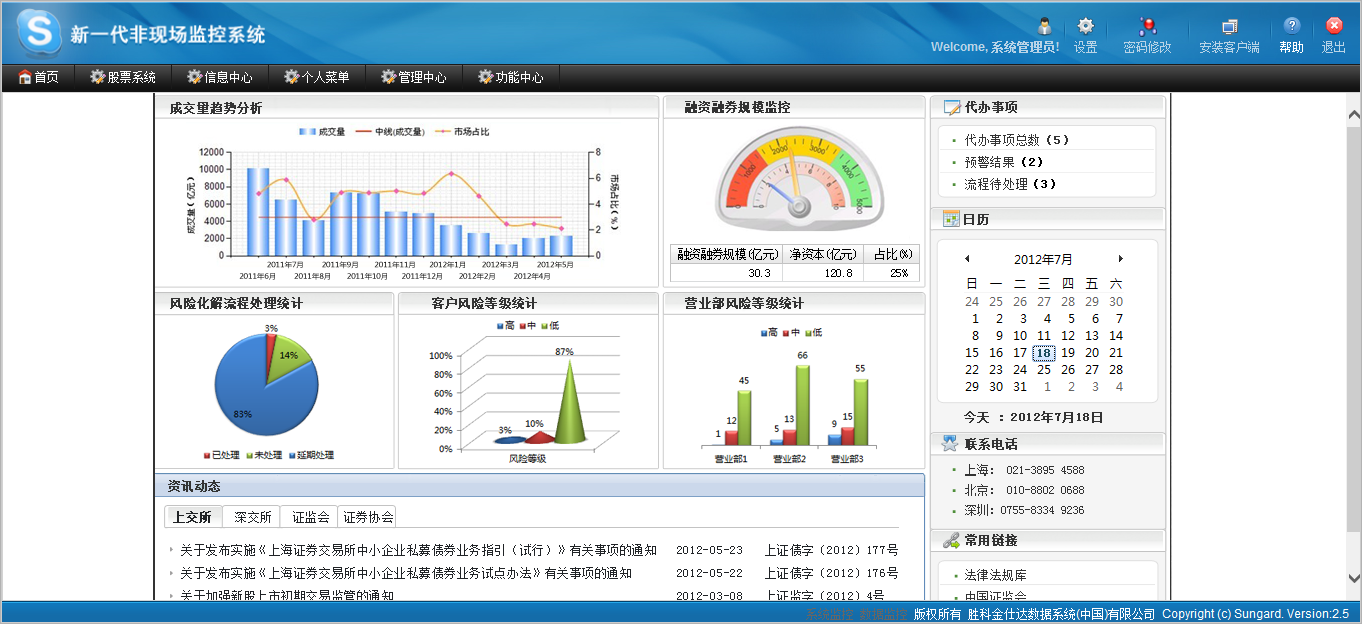 新一代非现场监控系统
Welcome, 系统管理员!
设置
密码修改
安装客户端
帮助
退出
首页
股票系统
信息中心
个人菜单
管理中心
功能中心
成交量趋势分析
成交量 中线(成交量) 市场占比
成交量(亿元)
12000
10000
8000
6000
4000
2000
0
8
6
4
2
0
市场占比(%)
2011年7月 2011年9月 2011年11月 2012年1月 2012年3月 2012年5月
2011年6月 2011年8月 2011年10月 2011年12月 2012年2月 2012年4月
融资融券规模监控
0 1000 2000 3000 4000 5000
0 2 4 6 8 10
融资融券规模(亿元) 净资本(亿元) 占比(%)
30.3 120.8 25%
风险化解流程处理统计
3%
14%
83%
已处理 未处理 延期处理
客户风险等级统计
高 中 低
100%
80%
60%
40%
20%
0%
3%
10%
87%
风险等级
营业部风险等级统计
高 中 低
1 12 45
5 13 66
9 15 55
营业部1 营业部2 营业部3
资讯动态
上交所 深交所 证监会 证券协会
关于发布实施《上海证券交易所中小企业私募债券业务指引(试行)》有关事项的通知 2012-05-23 上证债字(2012)177号
关于发布实施《上海证券交易所中小企业私募债券业务试点办法》有关事项的通知 2012-05-22 上证债字(2012)176号
关于加强新股上市初期交易监管的通知 2012-03-08 上证监字(2012)4号
代办事项
代办事项总数(5)
预警结果(2)
流程待处理(3)
日历
2012年7月
日 一 二 三 四 五 六
24 25 26 27 28 29 30
1 2 3 4 5 6 7
8 9 10 11 12 13 14
15 16 17 18 19 20 21
22 23 24 25 26 27 28
29 30 31 1 2 3 4
今天 : 2012年7月18日
联系电话
上海: 021-3895 4588
北京: 010-8802 0688
深圳: 0755-8334 9236
常用链接
法律法规库
中国证监会
版权所有 胜科金仕达数据系统(中国)有限公司 Copyright (c) Sungard. Version:2.5